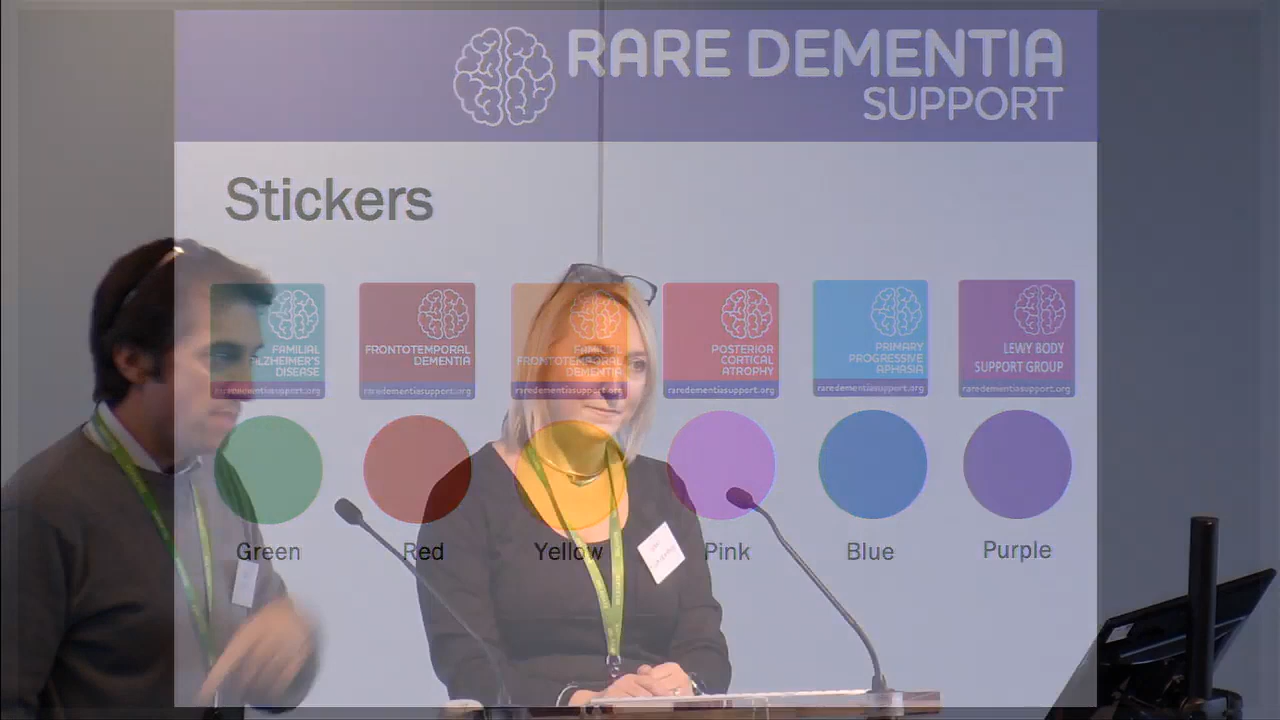 RARE DEMENTIA
SUPPORT
Stickers
FAMILIAL
ALZHEIMER'S
DISEASE
raredementiasupport.org
FRONTOTEMPORAL
DEMENTIA
raredementiasupport.org
FAMILIAL
FRONTOTEMPORAL
DEMENTIA
raredementiasupport.org
POSTERIOR
CORTICAL
ATROPHY
raredementiasupport.org
PRIMARY
PROGRESSIVE
APHASIA
raredementiasupport.org
LEWY BODY
SUPPORT GROUP
raredementiasupport.org
Green
Red
Yellow
Pink
Blue
Purple